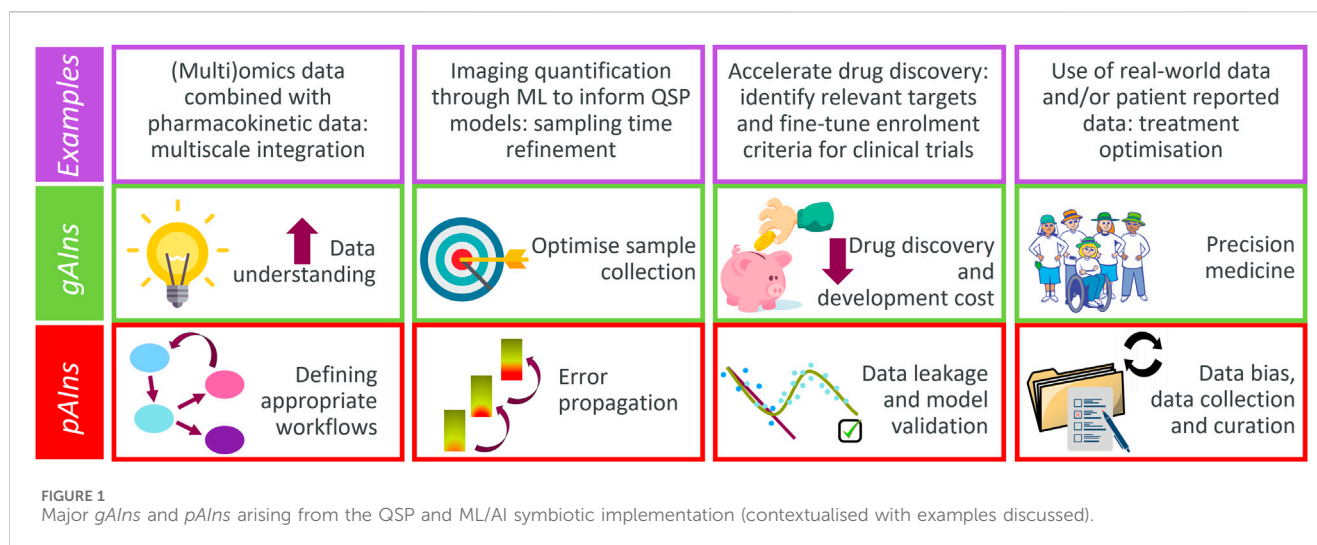 Examples
(Multi)omics data
combined with
pharmacokinetic data:
multiscale integration
Imaging quantification
through ML to inform QSP
models: sampling time
refinement
Accelerate drug discovery:
identify relevant targets
and fine-tune enrolment
criteria for clinical trials
Use of real-world data
and/or patient reported
data: treatment
optimisation
gAIns
Data
understanding
Optimise sample
collection
Drug discovery
and
development cost
Precision
medicine
pAIns
Defining
appropriate
workflows
Error
propagation
Data leakage
and model
validation
Data bias,
data collection
and curation
FIGURE 1
Major gAIns and pAIns arising from the QSP and ML/AI symbiotic implementation (contextualised with examples discussed).